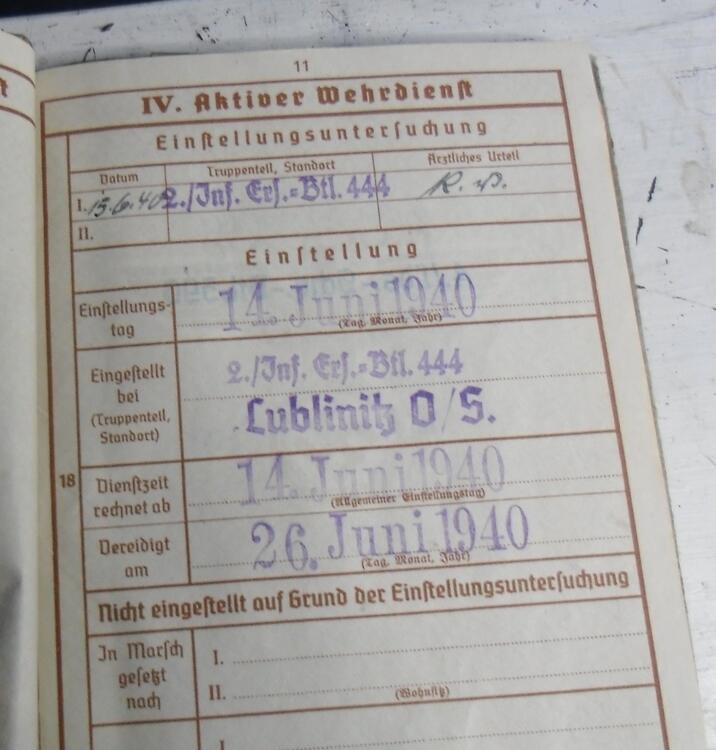 11
IV. Aktiver Wehrdienst
Einstellungsuntersuchung
Datum Truppenteil, Standort Ärztliches Urteil
I. 15.6.40 2./Inf. Ers.=Btl. 444 K. v.
II.
Einstellung
Einstellungs-
tag
14. Juni 1940
(Tag, Monat, Jahr)
Eingestellt
bei
(Truppenteil,
Standort)
2./Inf. Ers.=Btl. 444
Lublinitz O/S.
18
Dienstzeit
rechnet ab
14. Juni 1940
(Allgemeiner Einstellungstag)
Vereidigt
am
26. Juni 1940
(Tag, Monat, Jahr)
Nicht eingestellt auf Grund der Einstellungsuntersuchung
In Marsch
gesetzt
nach
I.
II.
(Wohnsitz)
I.